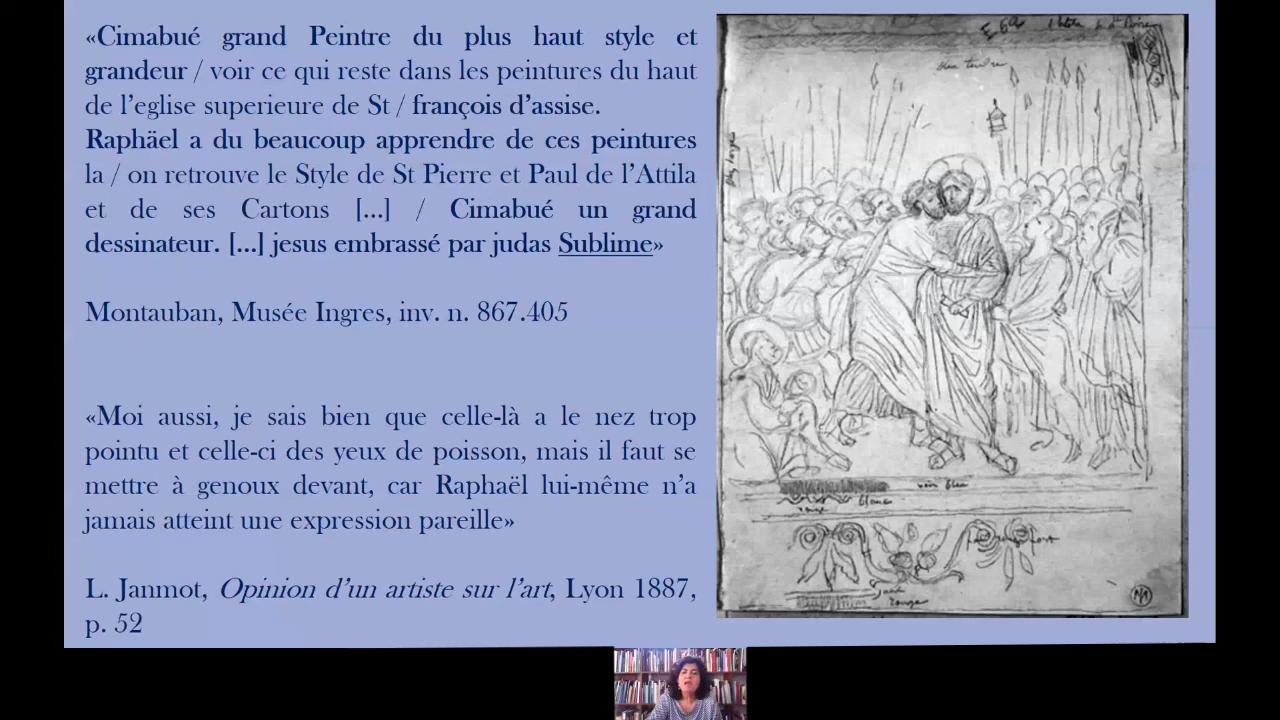 «Cimabué grand Peintre du plus haut style et
grandeur / voir ce qui reste dans les peintures du haut
de l'eglise superieure de St / françois d'assise.
Raphäel a du beaucoup apprendre de ces peintures
la / on retrouve le Style de St Pierre et Paul de l'Attila
et de ses Cartons [...] / Cimabué un grand
dessinateur. [...] jesus embrassé par judas Sublime»
Montauban, Musée Ingres, inv. n. 867.405
«Moi aussi, je sais bien que celle-là a le nez trop
pointu et celle-ci des yeux de poisson, mais il faut se
mettre à genoux devant, car Raphaël lui-même n'a
jamais atteint une expression pareille»
L. Janmot, Opinion d'un artiste sur l'art, Lyon 1887,
p. 52
bleu tendre
blanc
rouge